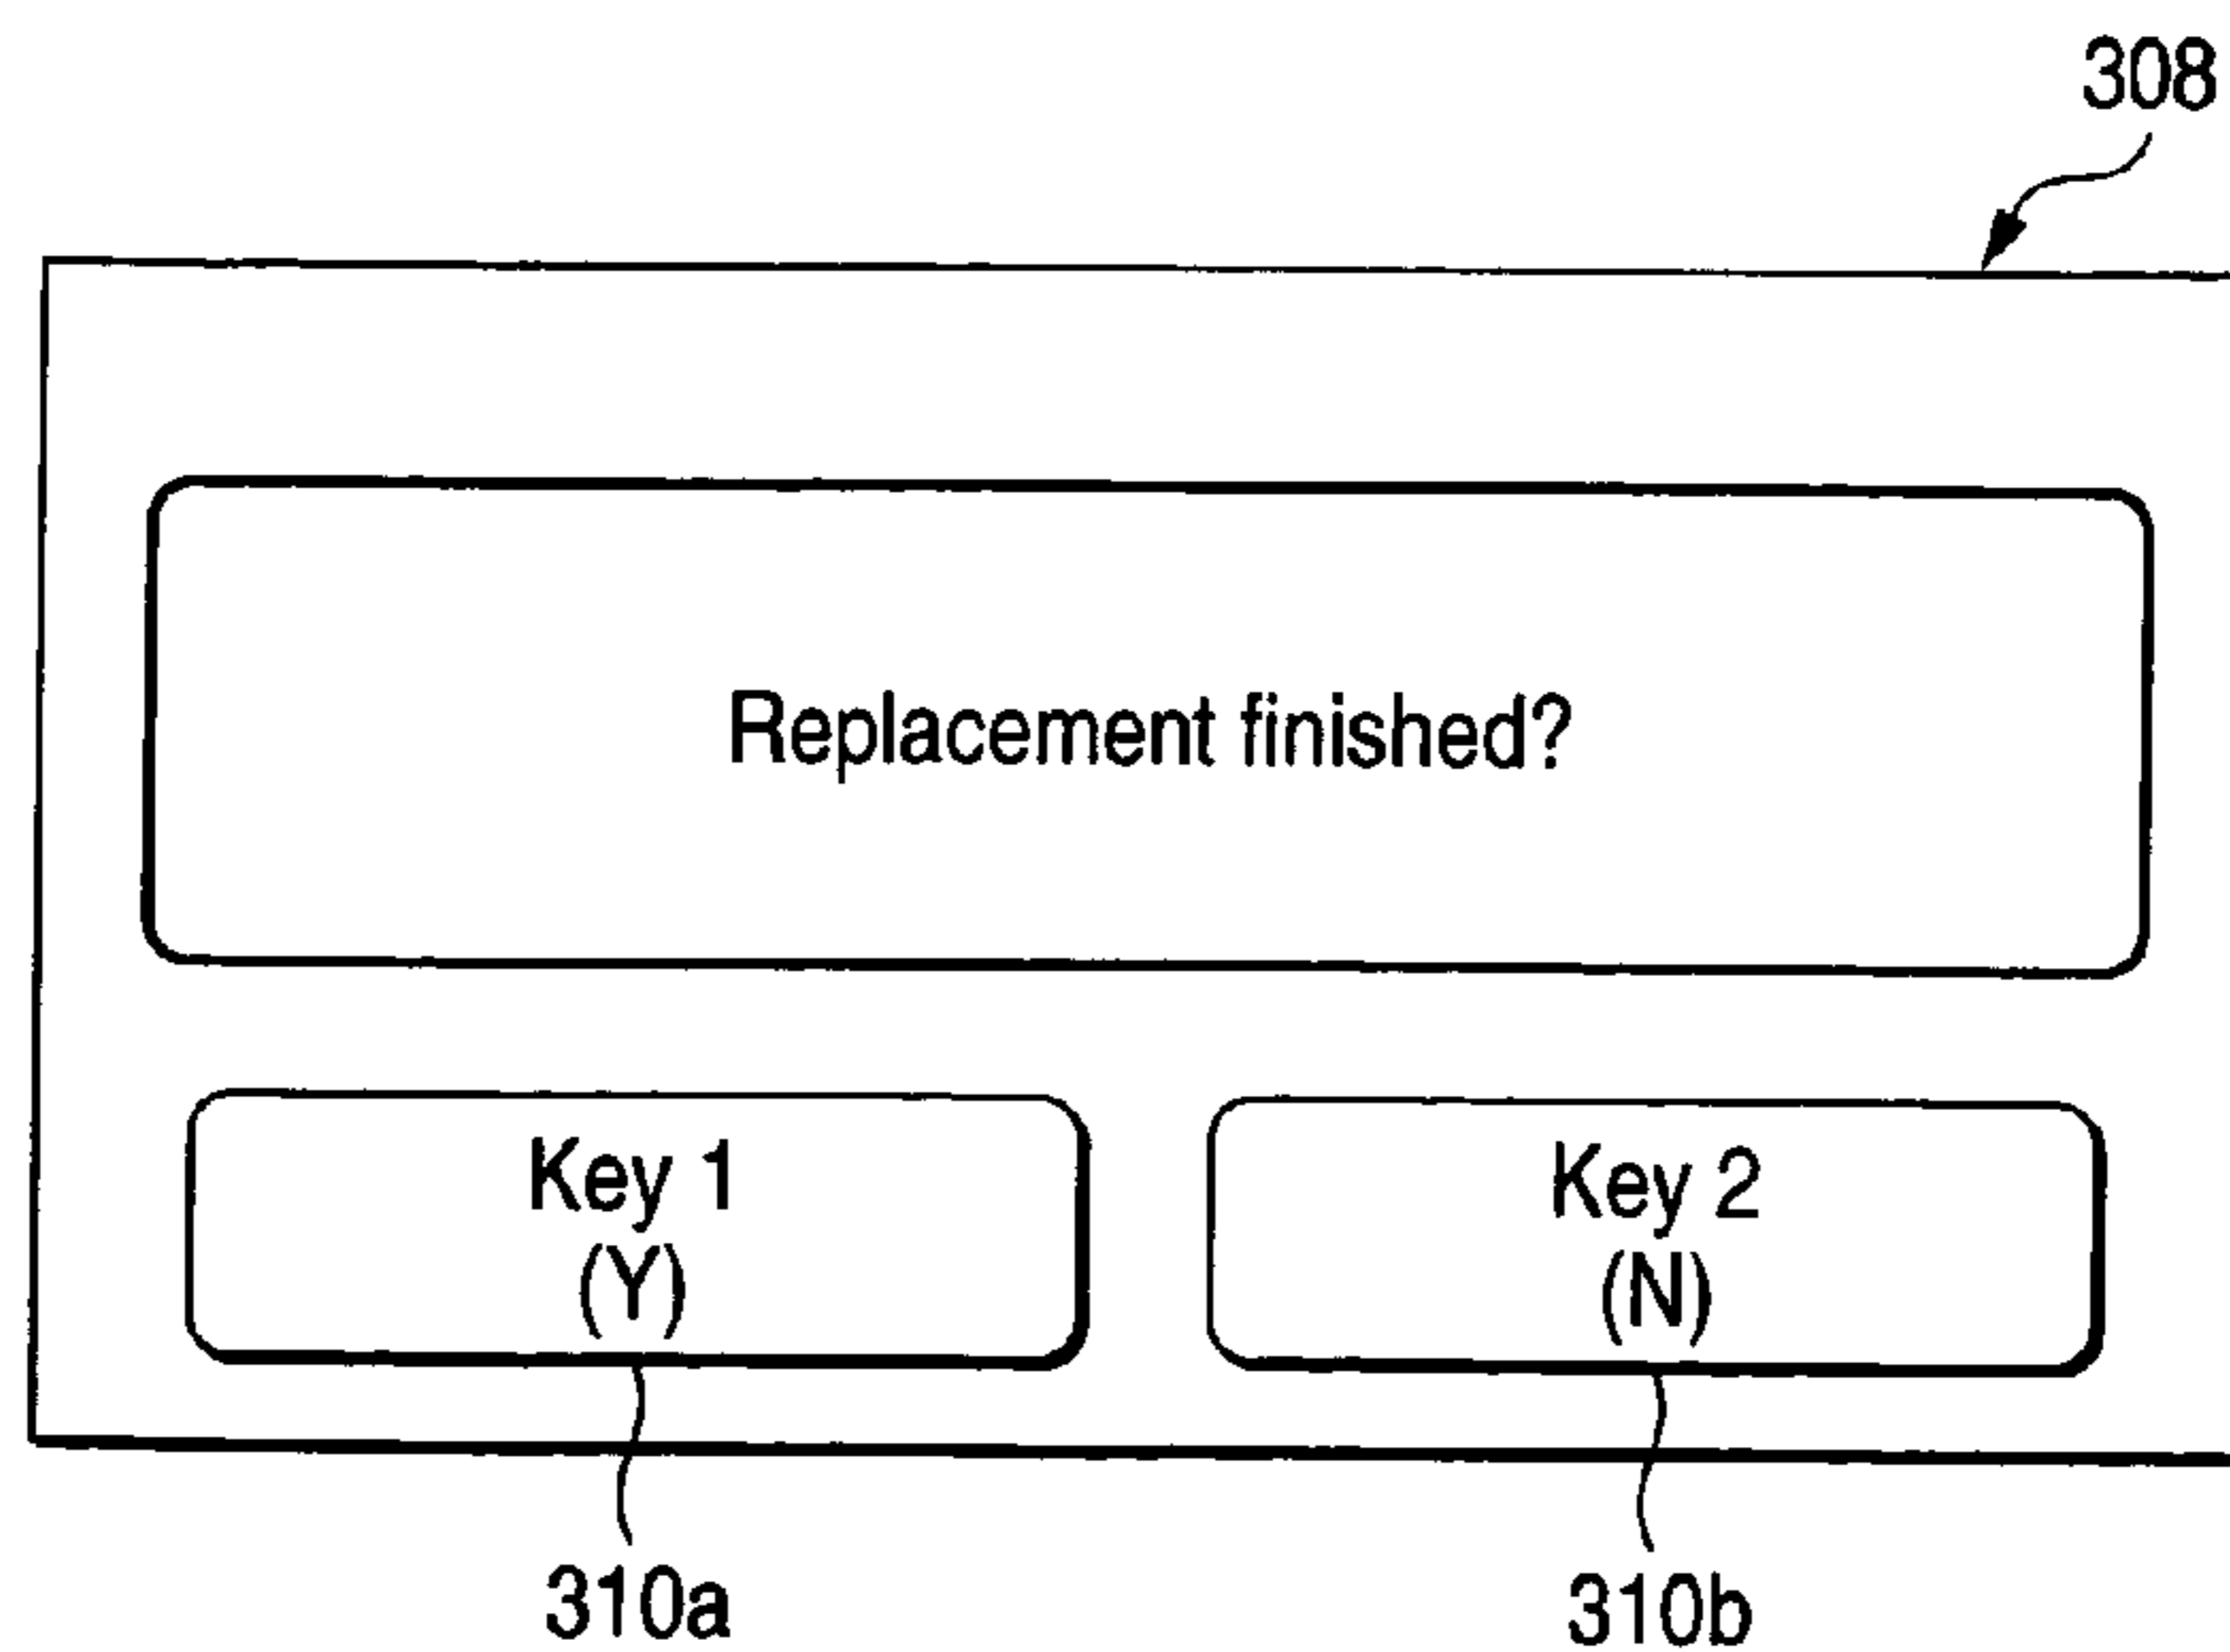 308
Replacement finished?
Key 1
(Y)
Key 2
(N)
310a
310b